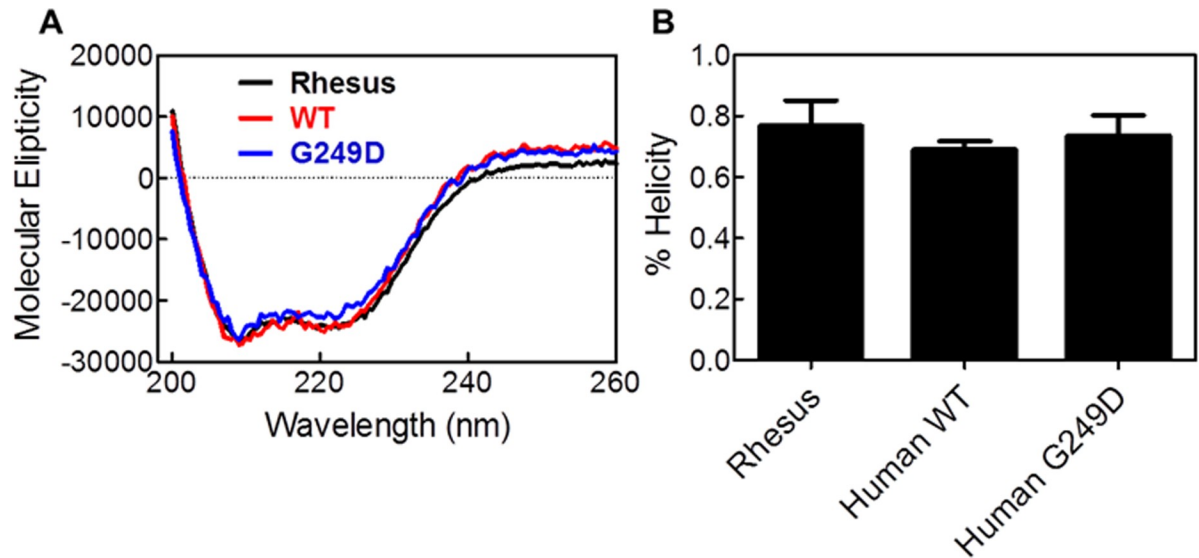 A
Molecular Elipticity
20000
10000
0
-10000
-20000
-30000
Rhesus
WT
G249D
200
220
240
260
Wavelength (nm)
B
% Helicity
1.0
0.8
0.6
0.4
0.2
0.0
Rhesus
Human WT
Human G249D